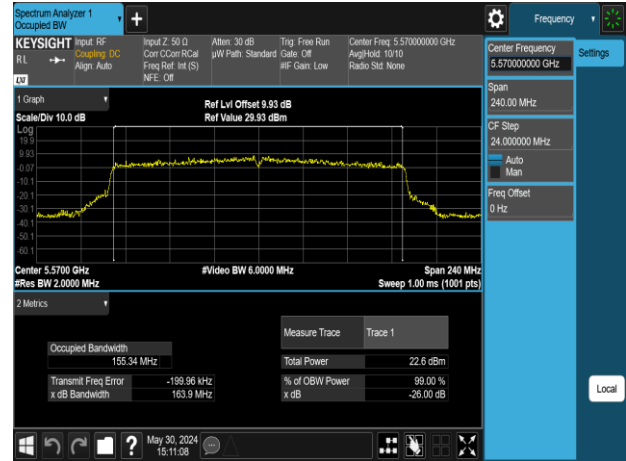 Spectrum Analyzer 1
Occupied BW
Frequency
KEYSIGHT
RL
LXI
Input: RF
Coupling: DC
Align: Auto
Input Z: 50 Ω
Corr CCorr RCal
Freq Ref: Int (S)
NFE: Off
Atten: 30 dB
µW Path: Standard
Trig: Free Run
Gate: Off
#IF Gain: Low
Center Freq: 5.570000000 GHz
Avg|Hold: 10/10
Radio Std: None
1 Graph
Scale/Div 10.0 dB
Ref Lvl Offset 9.93 dB
Ref Value 29.93 dBm
Log
19.9
9.93
-0.07
-10.1
-20.1
-30.1
-40.1
-50.1
-60.1
Center 5.5700 GHz
#Res BW 2.0000 MHz
#Video BW 6.0000 MHz
Span 240 MHz
Sweep 1.00 ms (1001 pts)
2 Metrics
Measure Trace Trace 1
Occupied Bandwidth
155.34 MHz
Total Power 22.6 dBm
Transmit Freq Error -199.96 kHz
% of OBW Power 99.00 %
x dB Bandwidth 163.9 MHz
x dB -26.00 dB
Center Frequency
5.570000000 GHz
Settings
Span
240.00 MHz
CF Step
24.000000 MHz
Auto
Man
Freq Offset
0 Hz
Local
?
May 30, 2024
15:11:08